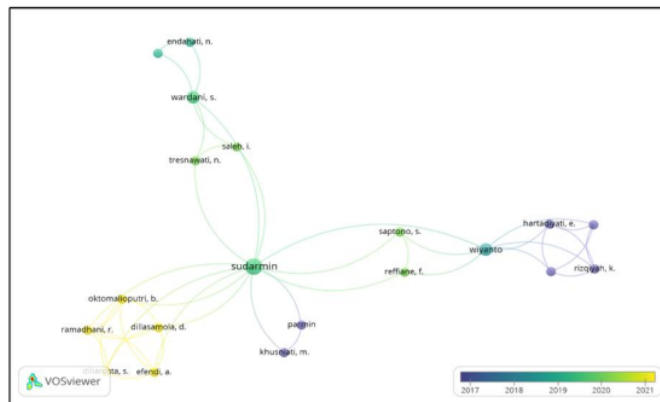 endahati, n.
wardani, s.
saleh, i.
tresnawati, n.
hartadiyati, e.
saptono, s.
wiyanto
sudarmin
reffiane, f.
rizqiyah, k.
oktomalioputri, b.
ramadhani, r.
dillasamola, d.
parmin
khusniati, m.
efendi, a.
VOSviewer
2017 2018 2019 2020 2021